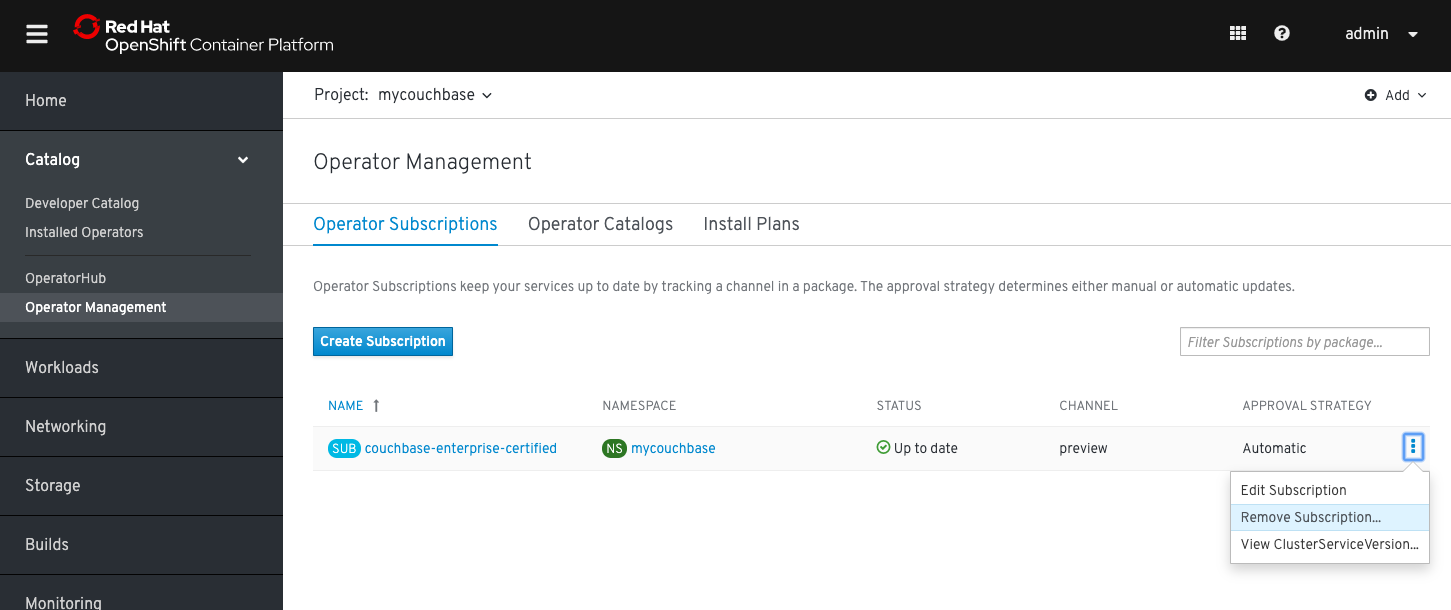 Red Hat
OpenShift Container Platform
admin
Home
Project: mycouchbase
Add
Catalog
Operator Management
Developer Catalog
Installed Operators
Operator Subscriptions Operator Catalogs Install Plans
OperatorHub
Operator Management
Operator Subscriptions keep your services up to date by tracking a channel in a package. The approval strategy determines either manual or automatic updates.
Create Subscription
Filter Subscriptions by package...
Workloads
Networking
Storage
Builds
Monitoring
NAME NAMESPACE STATUS CHANNEL APPROVAL STRATEGY
SUB couchbase-enterprise-certified NS mycouchbase Up to date preview Automatic
Edit Subscription
Remove Subscription...
View ClusterServiceVersion...